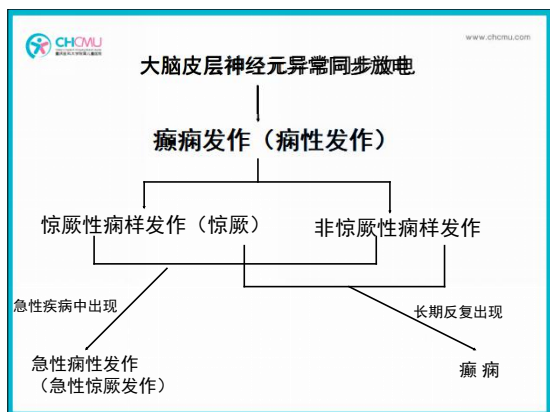 CHCMU
www.chcmu.com
大脑皮层神经元异常同步放电
癫痫发作（痫性发作）
惊厥性痫样发作（惊厥）
非惊厥性痫样发作
急性疾病中出现
长期反复出现
急性痫性发作
（急性惊厥发作）
癫 痫